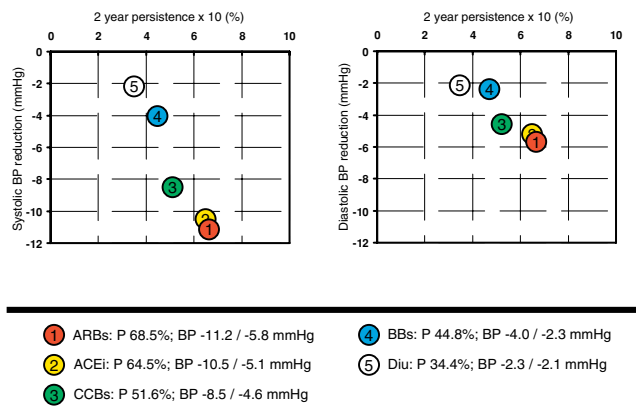 2 year persistence x 10 (%)
0 2 4 6 8 10
0
-2
-4
-6
-8
-10
-12
Systolic BP reduction (mmHg)
5
4
3
2
1
2 year persistence x 10 (%)
0 2 4 6 8 10
0
-2
-4
-6
-8
-10
-12
Diastolic BP reduction (mmHg)
5
4
3
2
1
1 ARBs: P 68.5%; BP -11.2 / -5.8 mmHg
2 ACEi: P 64.5%; BP -10.5 / -5.1 mmHg
3 CCBs: P 51.6%; BP -8.5 / -4.6 mmHg
4 BBs: P 44.8%; BP -4.0 / -2.3 mmHg
5 Diu: P 34.4%; BP -2.3 / -2.1 mmHg